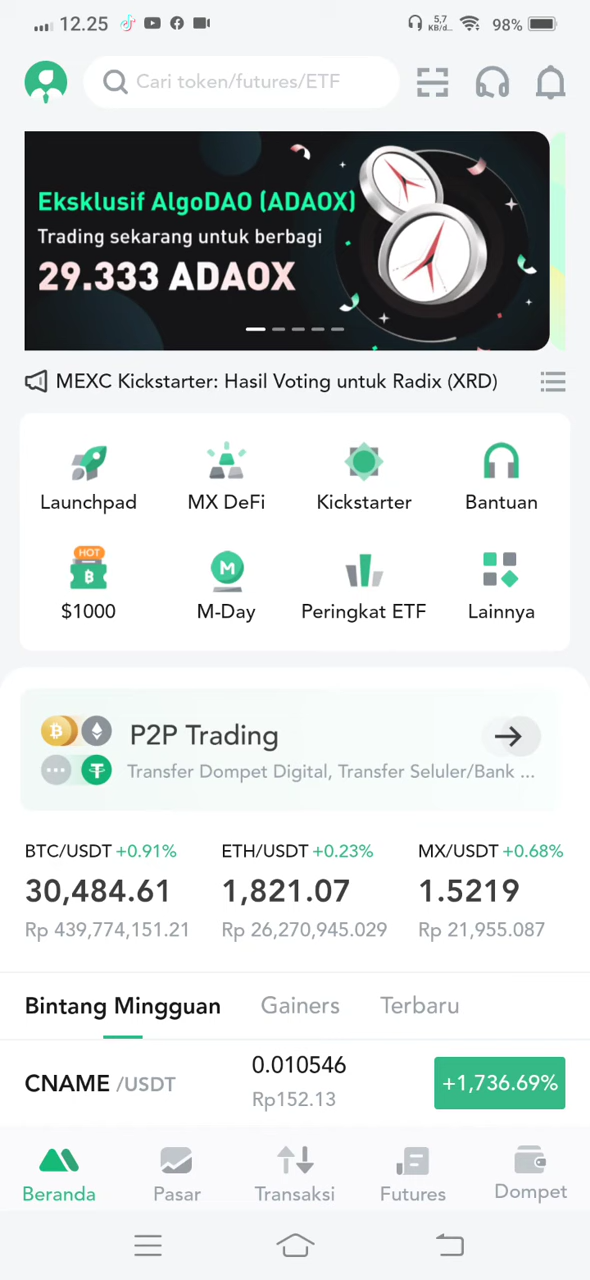 12.25
5,7
KB/d...
98%
Cari token/futures/ETF
Eksklusif AlgoDAO (ADAOX)
Trading sekarang untuk berbagi
29.333 ADAOX
MEXC Kickstarter: Hasil Voting untuk Radix (XRD)
Launchpad
MX DeFi
Kickstarter
Bantuan
HOT
$1000
M
M-Day
Peringkat ETF
Lainnya
P2P Trading
Transfer Dompet Digital, Transfer Seluler/Bank ...
BTC/USDT +0.91% ETH/USDT +0.23% MX/USDT +0.68%
30,484.61 1,821.07 1.5219
Rp 439,774,151.21 Rp 26,270,945.029 Rp 21,955.087
Bintang Mingguan Gainers Terbaru
CNAME /USDT
0.010546
Rp152.13
+1,736.69%
Beranda Pasar Transaksi Futures Dompet